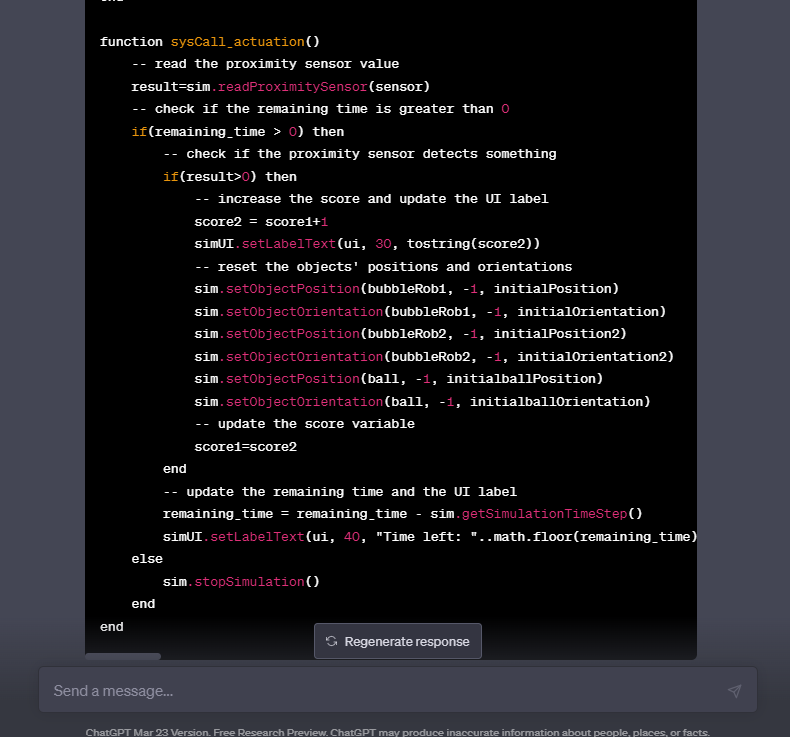 end
function sysCall_actuation()
-- read the proximity sensor value
result=sim.readProximitySensor(sensor)
-- check if the remaining time is greater than 0
if(remaining_time > 0) then
-- check if the proximity sensor detects something
if(result>0) then
-- increase the score and update the UI label
score2 = score1+1
simUI.setLabelText(ui, 30, tostring(score2))
-- reset the objects' positions and orientations
sim.setObjectPosition(bubbleRob1, -1, initialPosition)
sim.setObjectOrientation(bubbleRob1, -1, initialOrientation)
sim.setObjectPosition(bubbleRob2, -1, initialPosition2)
sim.setObjectOrientation(bubbleRob2, -1, initialOrientation2)
sim.setObjectPosition(ball, -1, initialballPosition)
sim.setObjectOrientation(ball, -1, initialballOrientation)
-- update the score variable
score1=score2
end
-- update the remaining time and the UI label
remaining_time = remaining_time - sim.getSimulationTimeStep()
simUI.setLabelText(ui, 40, "Time left: "..math.floor(remaining_time)
else
sim.stopSimulation()
end
end
Regenerate response
Send a message...
ChatGPT Mar 23 Version. Free Research Preview. ChatGPT may produce inaccurate information about people, places, or facts.